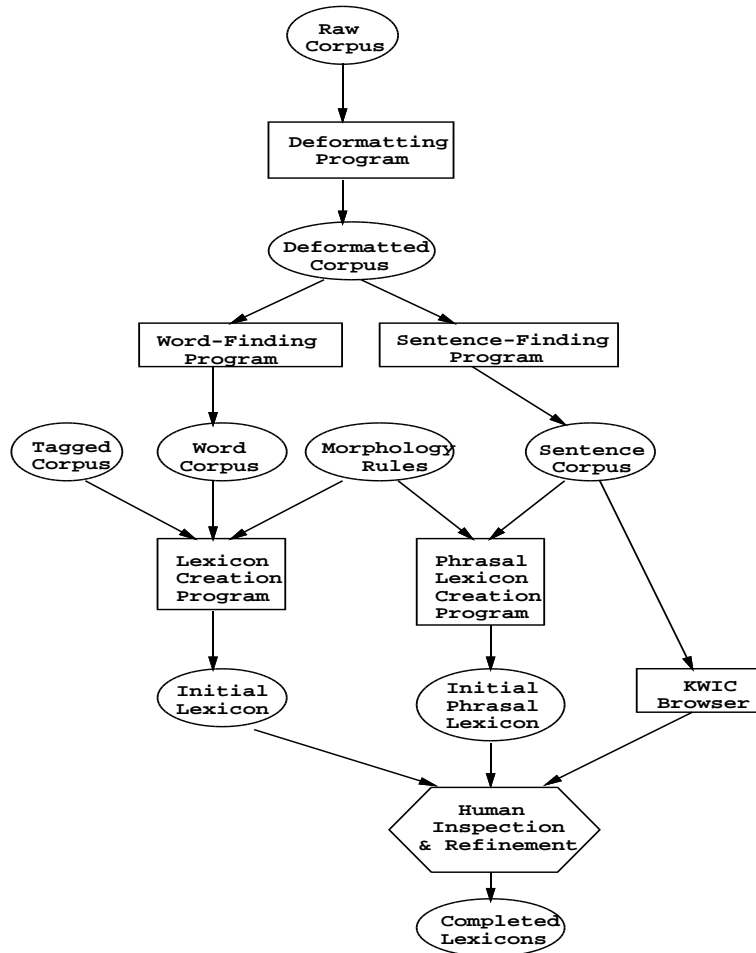 Raw
Corpus
Deformatting
Program
Deformatted
Corpus
Word-Finding
Program
Sentence-Finding
Program
Tagged
Corpus
Word
Corpus
Morphology
Rules
Sentence
Corpus
Lexicon
Creation
Program
Phrasal
Lexicon
Creation
Program
Initial
Lexicon
Initial
Phrasal
Lexicon
KWIC
Browser
Human
Inspection
& Refinement
Completed
Lexicons